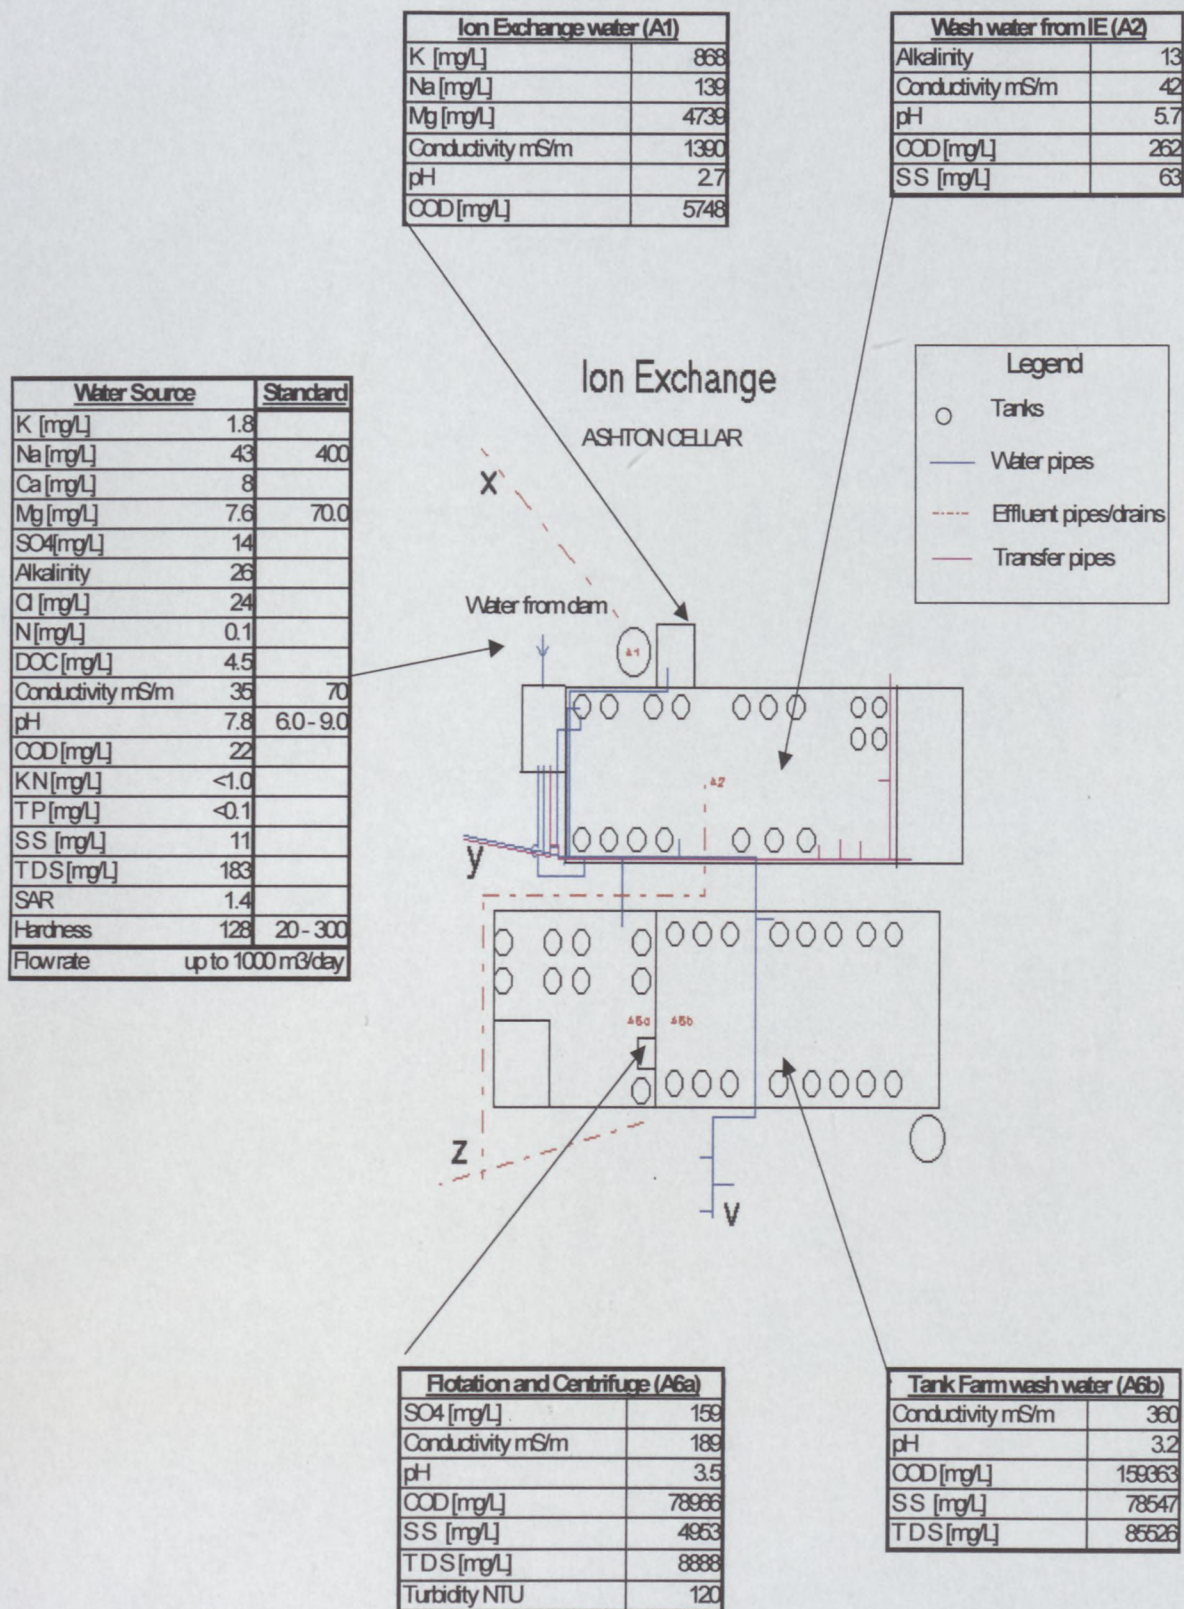 Ion Exchange water (A1)
K [mg/L] 868
Na [mg/L] 139
Mg [mg/L] 4739
Conductivity mS/m 1390
pH 2.7
COD [mg/L] 5748
Wash water from IE (A2)
Alkalinity 13
Conductivity mS/m 42
pH 5.7
COD [mg/L] 262
SS [mg/L] 63
Ion Exchange
ASHTON CELLAR
Legend
Tanks
Water pipes
Effluent pipes/drains
Transfer pipes
Water Source Standard
K [mg/L] 1.8
Na [mg/L] 43 400
Ca [mg/L] 8
Mg [mg/L] 7.6 70.0
SO4 [mg/L] 14
Alkalinity 26
Cl [mg/L] 24
N [mg/L] 0.1
DOC [mg/L] 4.5
Conductivity mS/m 35 70
pH 7.8 6.0 - 9.0
COD [mg/L] 22
KN [mg/L] <1.0
TP [mg/L] <0.1
SS [mg/L] 11
TDS [mg/L] 183
SAR 1.4
Hardness 128 20 - 300
Flow rate up to 1000 m3/day
x
Water from dam
A1
A2
y
A6a A6b
z
v
Flotation and Centrifuge (A6a)
SO4 [mg/L] 159
Conductivity mS/m 189
pH 3.5
COD [mg/L] 78966
SS [mg/L] 4953
TDS [mg/L] 8888
Turbidity NTU 120
Tank Farm wash water (A6b)
Conductivity mS/m 360
pH 3.2
COD [mg/L] 159363
SS [mg/L] 78547
TDS [mg/L] 85526